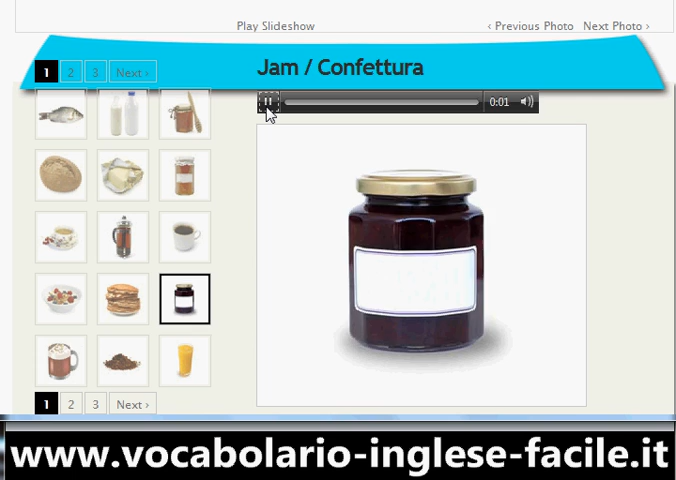 Play Slideshow
‹ Previous Photo Next Photo ›
Jam / Confettura
1 2 3 Next ›
0:01
1 2 3 Next ›
www.vocabolario-inglese-facile.it